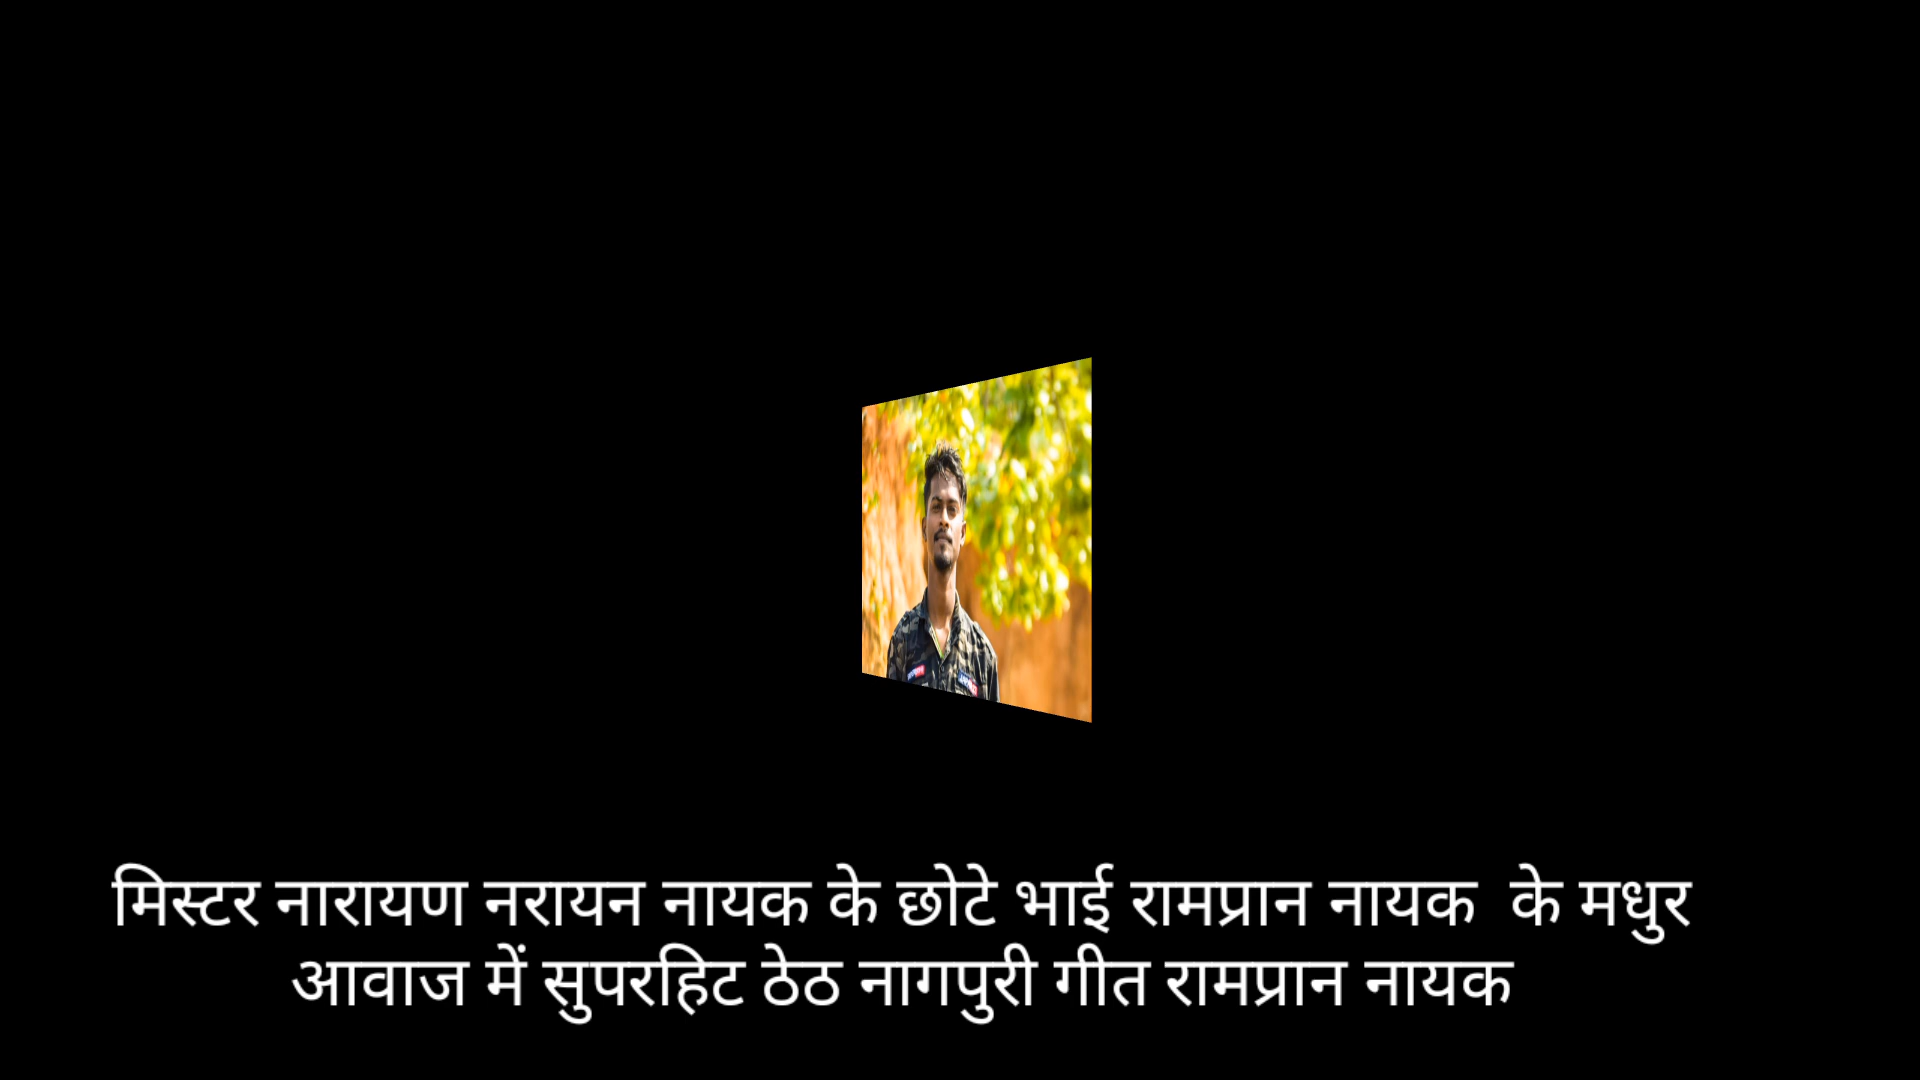 मिस्टर नारायण नरायन नायक के छोटे भाई रामप्रान नायक  के मधुर
आवाज में सुपरहिट ठेठ नागपुरी गीत रामप्रान नायक